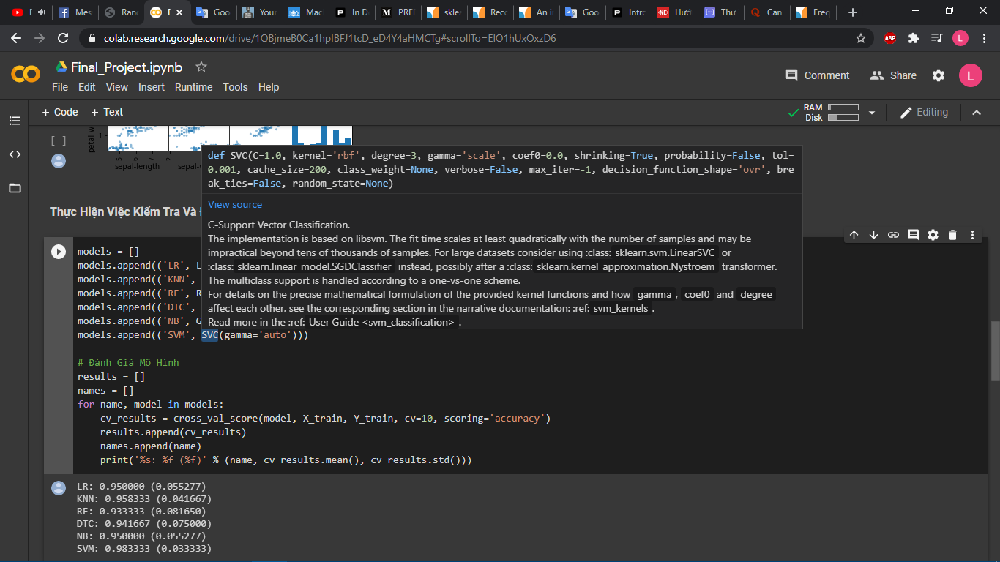 E
Mes
Rand
F
Goo
Your
Mac
In D
PRE
skle
Reco
An i
Goo
Intro
Hướ
Thư
Can
Freq
colab.research.google.com/drive/1QBjmeB0Ca1hpIBFJ1tcD_eD4Y4aHMCTg#scrollTo=EIO1hUxOxzD6
ABP
L
Final_Project.ipynb
Comment
Share
L
File Edit View Insert Runtime Tools Help
+ Code + Text
RAM
Disk
Editing
[ ]
petal-w
1
5 6 7 2
sepal-length sepal-w
def SVC(C=1.0, kernel='rbf', degree=3, gamma='scale', coef0=0.0, shrinking=True, probability=False, tol=
0.001, cache_size=200, class_weight=None, verbose=False, max_iter=-1, decision_function_shape='ovr', bre
ak_ties=False, random_state=None)
View source
C-Support Vector Classification.
The implementation is based on libsvm. The fit time scales at least quadratically with the number of samples and may be
impractical beyond tens of thousands of samples. For large datasets consider using :class: sklearn.svm.LinearSVC or
:class: sklearn.linear_model.SGDClassifier instead, possibly after a :class: sklearn.kernel_approximation.Nystroem transformer.
The multiclass support is handled according to a one-vs-one scheme.
For details on the precise mathematical formulation of the provided kernel functions and how gamma , coef0 and degree
affect each other, see the corresponding section in the narrative documentation: :ref: svm_kernels .
Read more in the :ref: User Guide <svm_classification> .
Thực Hiện Việc Kiểm Tra Và
models = []
models.append(('LR', L
models.append(('KNN',
models.append(('RF', R
models.append(('DTC',
models.append(('NB', G
models.append(('SVM', SVC(gamma='auto')))
# Đánh Giá Mô Hình
results = []
names = []
for name, model in models:
cv_results = cross_val_score(model, X_train, Y_train, cv=10, scoring='accuracy')
results.append(cv_results)
names.append(name)
print('%s: %f (%f)' % (name, cv_results.mean(), cv_results.std()))
LR: 0.950000 (0.055277)
KNN: 0.958333 (0.041667)
RF: 0.933333 (0.081650)
DTC: 0.941667 (0.075000)
NB: 0.950000 (0.055277)
SVM: 0.983333 (0.033333)